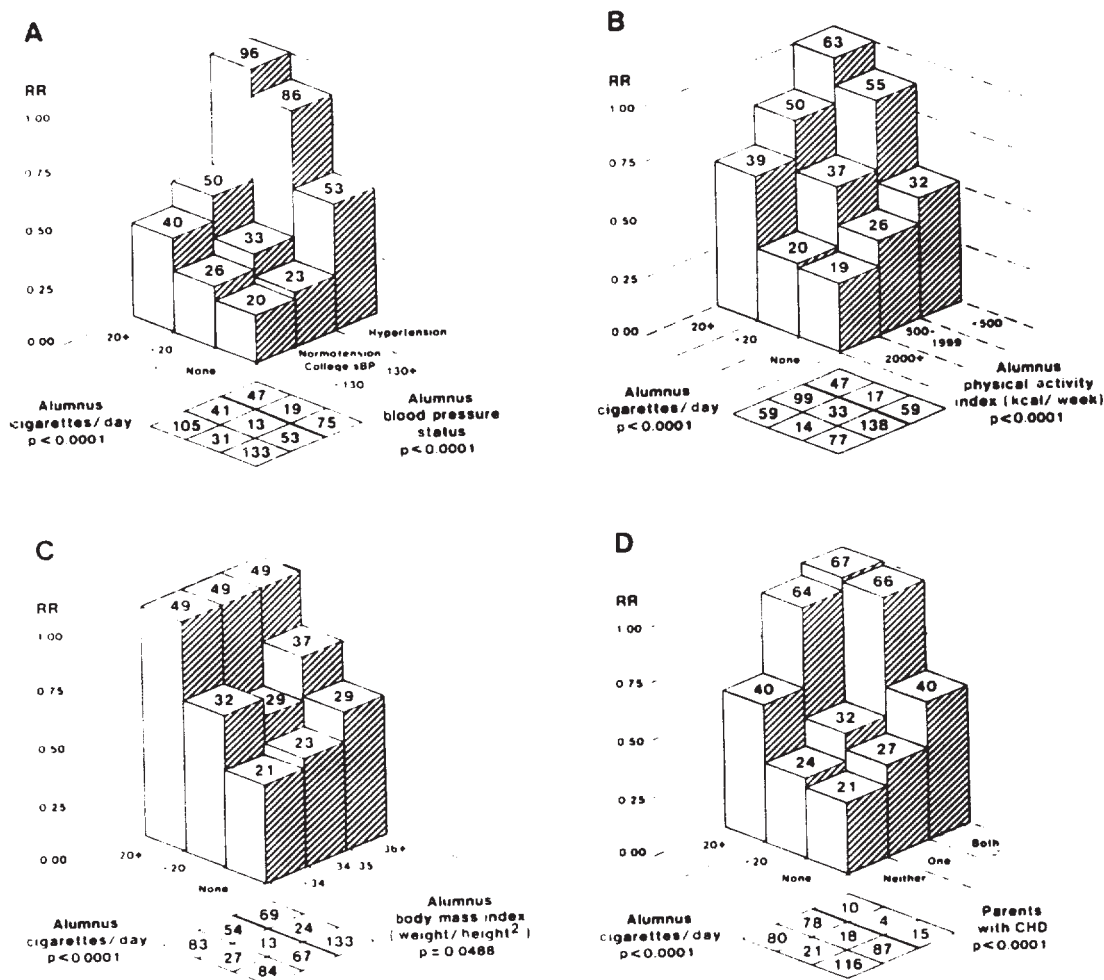 A
RR
1.00
0.75
0.50
0.25
0.00
96
86
50
53
40
33
26
23
20
20+
-20
None
Hypertension
Normotension
College sBP
-130
130+
Alumnus
cigarettes/day
p<0.0001
47
41
19
105
13
75
31
53
133
Alumnus
blood pressure
status
p<0.0001
B
RR
1.00
0.75
0.50
0.25
0.00
63
50
55
39
37
32
20
26
19
20+
-20
None
2000+
500-
1999
-500
Alumnus
cigarettes/day
p<0.0001
47
99
17
59
33
59
14
138
77
Alumnus
physical activity
index (kcal/week)
p<0.0001
C
RR
1.00
0.75
0.50
0.25
0.00
49
49
49
37
32
29
29
23
21
20+
-20
None
-34
34
35
36+
Alumnus
cigarettes/day
p<0.0001
69
54
24
83
13
133
27
67
84
Alumnus
body mass index
(weight/height²)
p=0.0488
D
RR
1.00
0.75
0.50
0.25
0.00
67
64
66
40
32
40
24
27
21
20+
-20
None
Neither
One
Both
Alumnus
cigarettes/day
p<0.0001
10
78
4
80
18
15
21
87
116
Parents
with CHD
p<0.0001